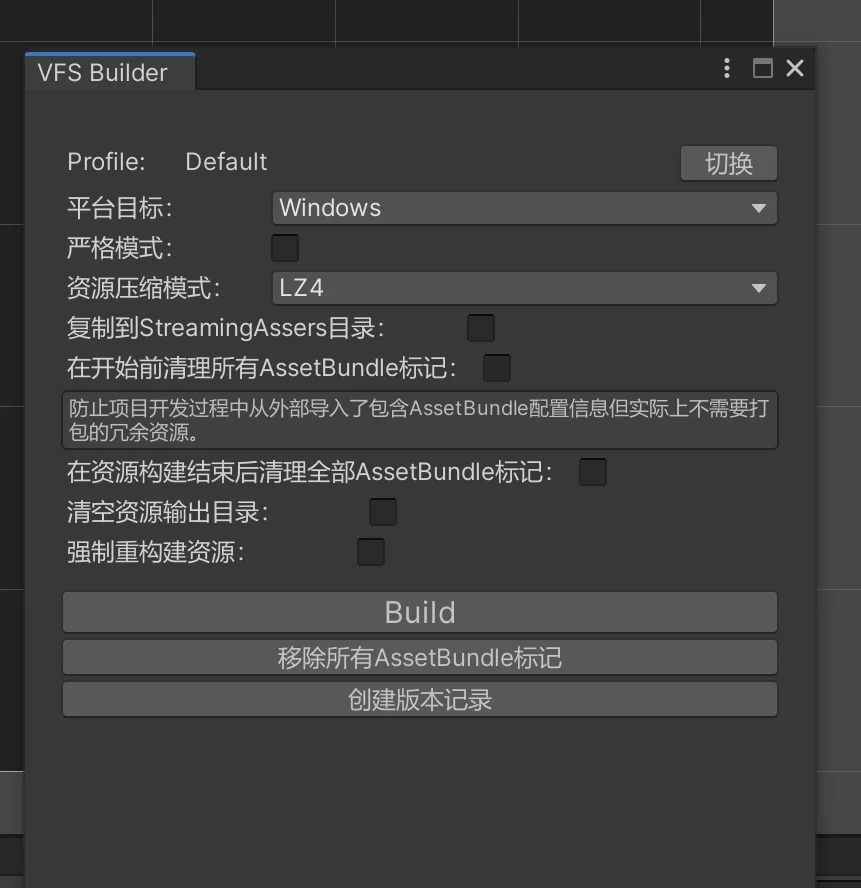 VFS Builder
Profile: Default 切换
平台目标: Windows
严格模式:
资源压缩模式: LZ4
复制到StreamingAssers目录:
在开始前清理所有AssetBundle标记:
防止项目开发过程中从外部导入了包含AssetBundle配置信息但实际上不需要打
包的冗余资源。
在资源构建结束后清理全部AssetBundle标记:
清空资源输出目录:
强制重构建资源:
Build
移除所有AssetBundle标记
创建版本记录